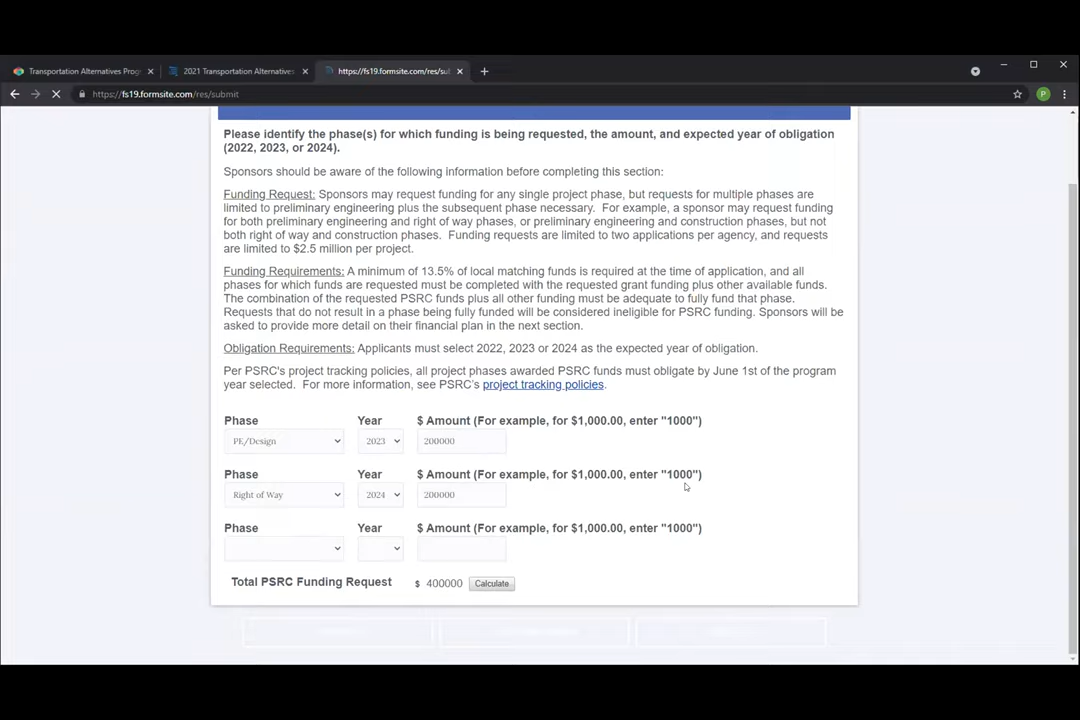 Transportation Alternatives Prog
2021 Transportation Alternatives
https://fs19.formsite.com/res/su
https://fs19.formsite.com/res/submit
P
Please identify the phase(s) for which funding is being requested, the amount, and expected year of obligation
(2022, 2023, or 2024).
Sponsors should be aware of the following information before completing this section:
Funding Request: Sponsors may request funding for any single project phase, but requests for multiple phases are
limited to preliminary engineering plus the subsequent phase necessary. For example, a sponsor may request funding
for both preliminary engineering and right of way phases, or preliminary engineering and construction phases, but not
both right of way and construction phases. Funding requests are limited to two applications per agency, and requests
are limited to $2.5 million per project.
Funding Requirements: A minimum of 13.5% of local matching funds is required at the time of application, and all
phases for which funds are requested must be completed with the requested grant funding plus other available funds.
The combination of the requested PSRC funds plus all other funding must be adequate to fully fund that phase.
Requests that do not result in a phase being fully funded will be considered ineligible for PSRC funding. Sponsors will be
asked to provide more detail on their financial plan in the next section.
Obligation Requirements: Applicants must select 2022, 2023 or 2024 as the expected year of obligation.
Per PSRC's project tracking policies, all project phases awarded PSRC funds must obligate by June 1st of the program
year selected. For more information, see PSRC's project tracking policies.
Phase Year $ Amount (For example, for $1,000.00, enter "1000")
PE/Design 2023 200000
Phase Year $ Amount (For example, for $1,000.00, enter "1000")
Right of Way 2024 200000
Phase Year $ Amount (For example, for $1,000.00, enter "1000")
Total PSRC Funding Request $ 400000 Calculate